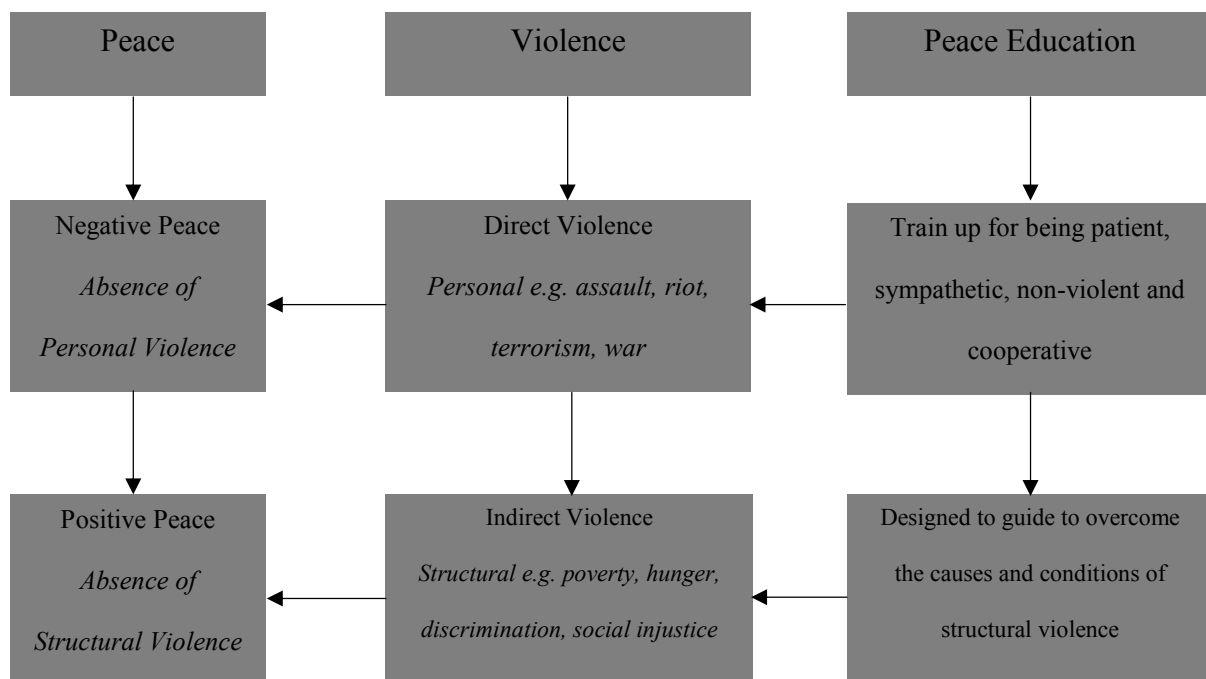 Peace
Violence
Peace Education
Negative Peace
Absence of
Personal Violence
Direct Violence
Personal e.g. assault, riot,
terrorism, war
Train up for being patient,
sympathetic, non-violent and
cooperative
Positive Peace
Absence of
Structural Violence
Indirect Violence
Structural e.g. poverty, hunger,
discrimination, social injustice
Designed to guide to overcome
the causes and conditions of
structural violence